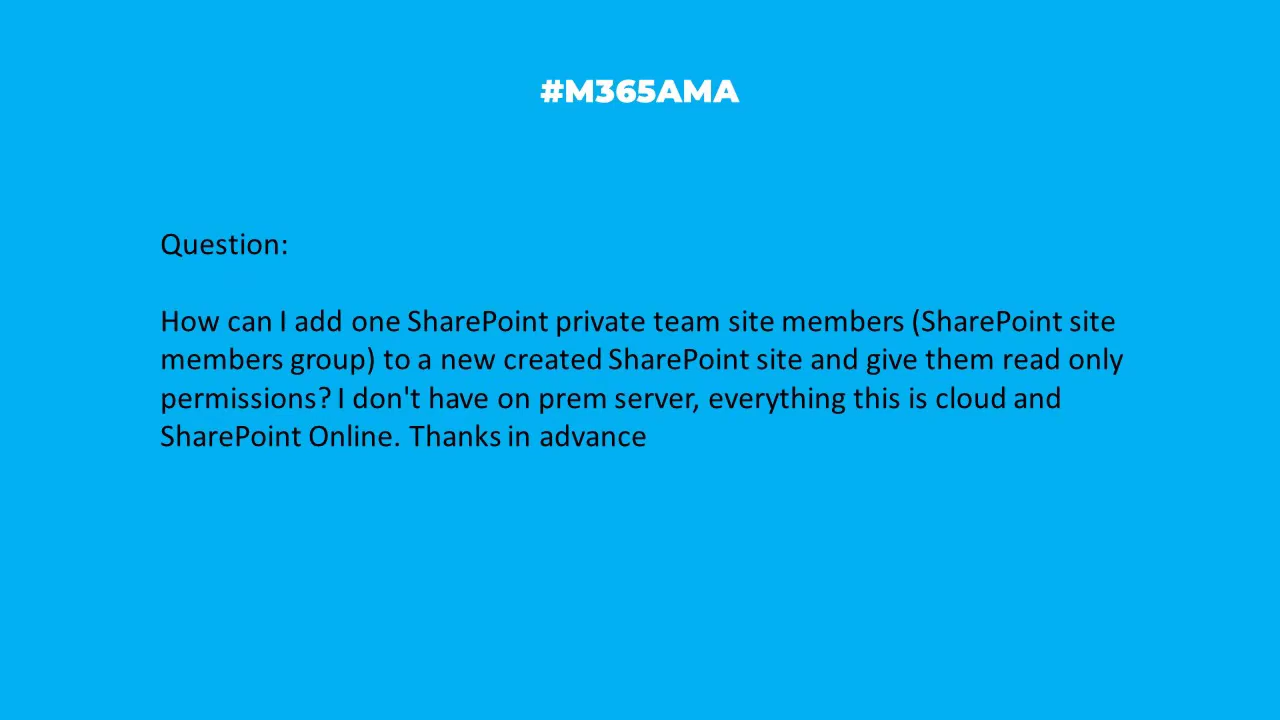 #M365AMA
Question:
How can I add one SharePoint private team site members (SharePoint site
members group) to a new created SharePoint site and give them read only
permissions? I don't have on prem server, everything this is cloud and
SharePoint Online. Thanks in advance